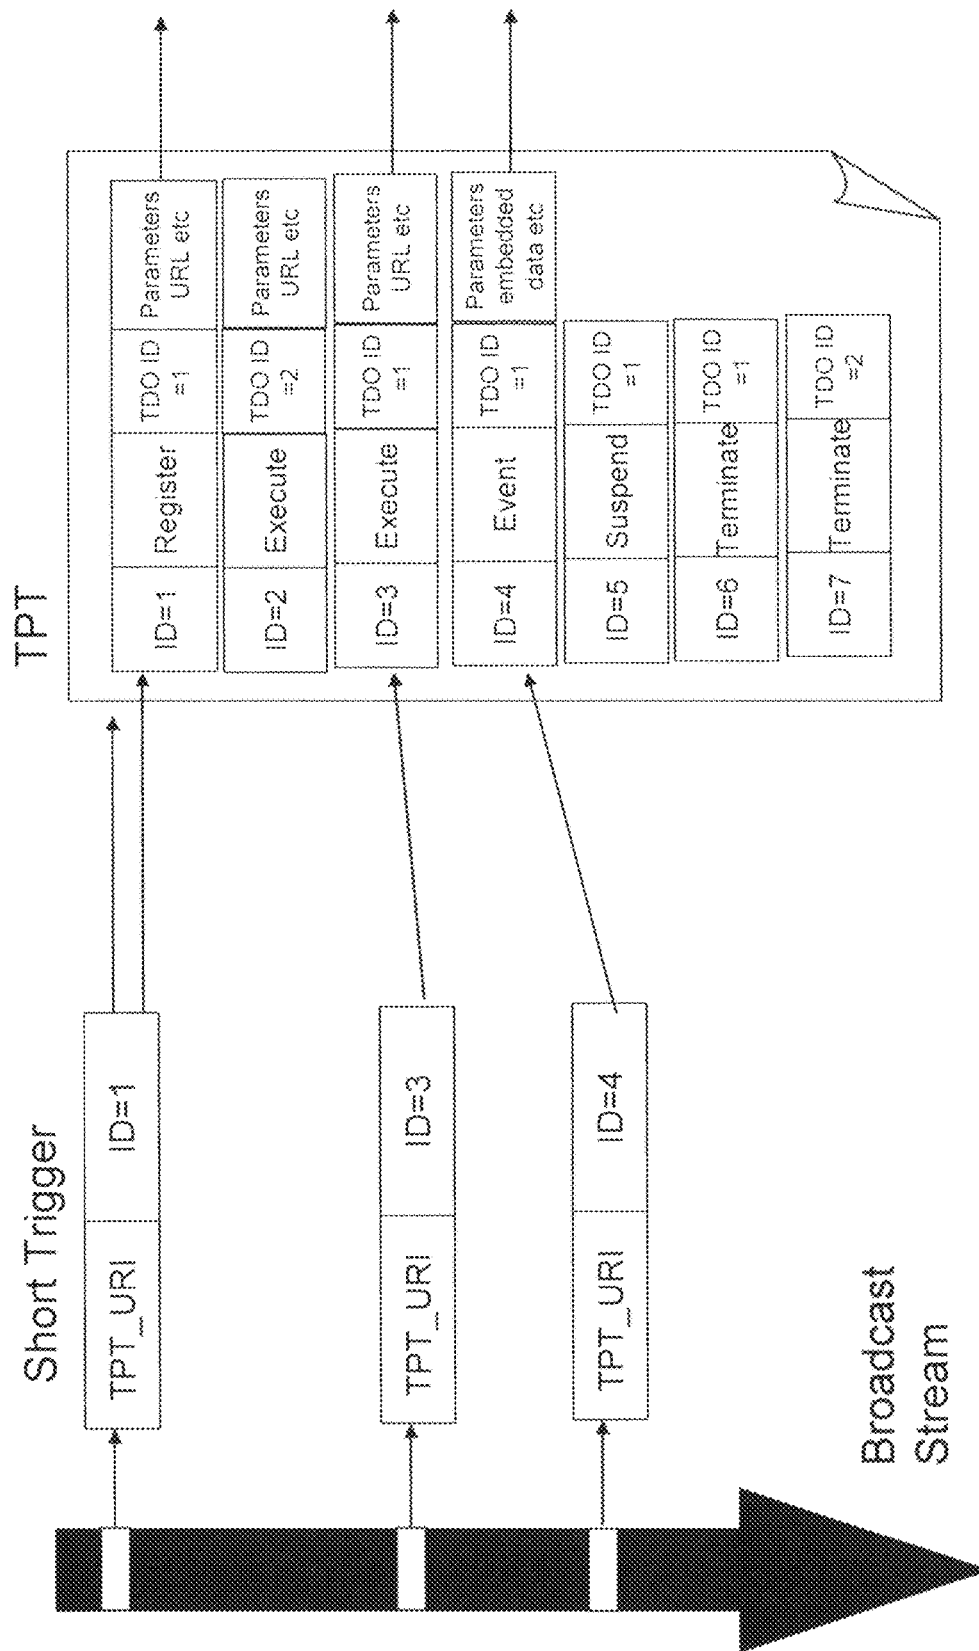 Short Trigger
TPT
TPT_URI
ID=1
TPT_URI
ID=3
TPT_URI
ID=4
Broadcast
Stream
ID=1
Register
TDO ID
=1
Parameters
URL etc
ID=2
Execute
TDO ID
=2
Parameters
URL etc
ID=3
Execute
TDO ID
=1
Parameters
URL etc
ID=4
Event
TDO ID
=1
Parameters
embedded
data etc
ID=5
Suspend
TDO ID
=1
ID=6
Terminate
TDO ID
=1
ID=7
Terminate
TDO ID
=2